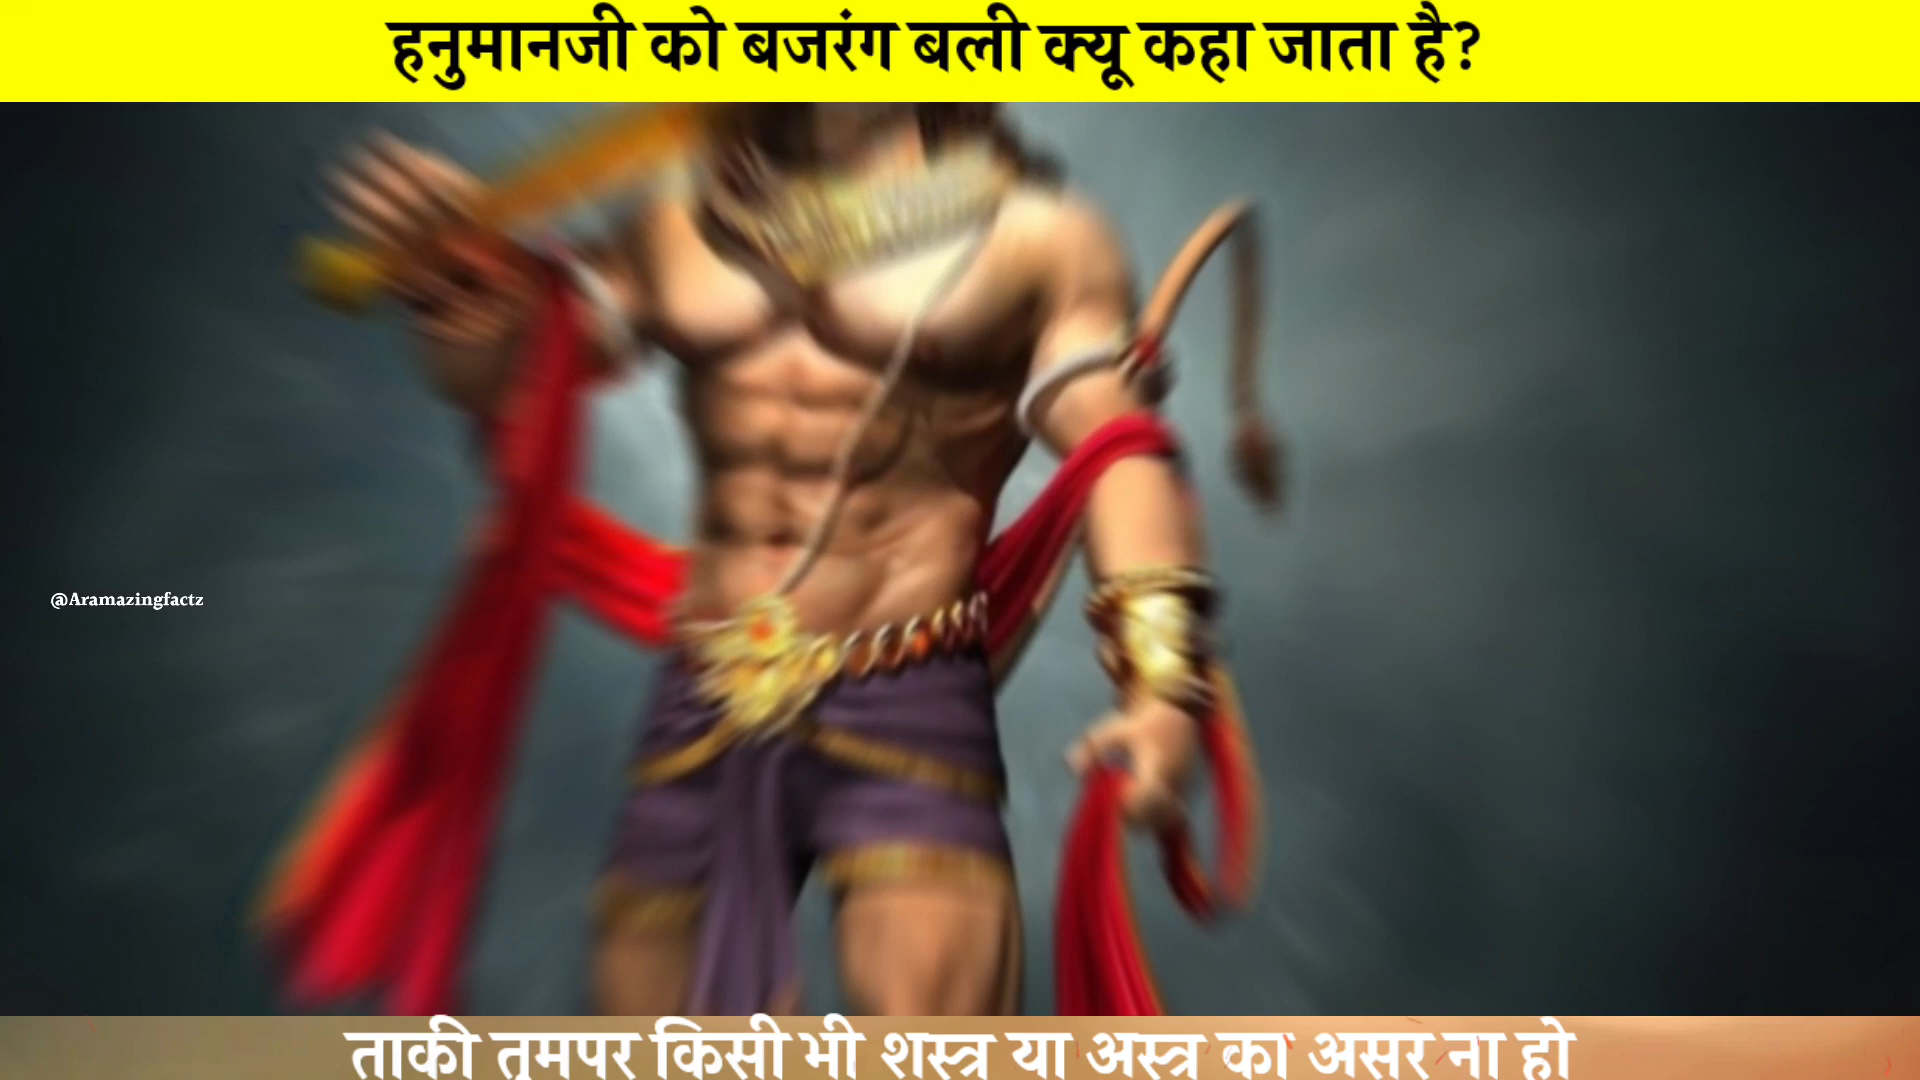 हनुमानजी को बजरंग बली क्यू कहा जाता है?
@Aramazingfactz
ताकी तुमपर किसी भी शस्त्र या अस्त्र का असर ना हो